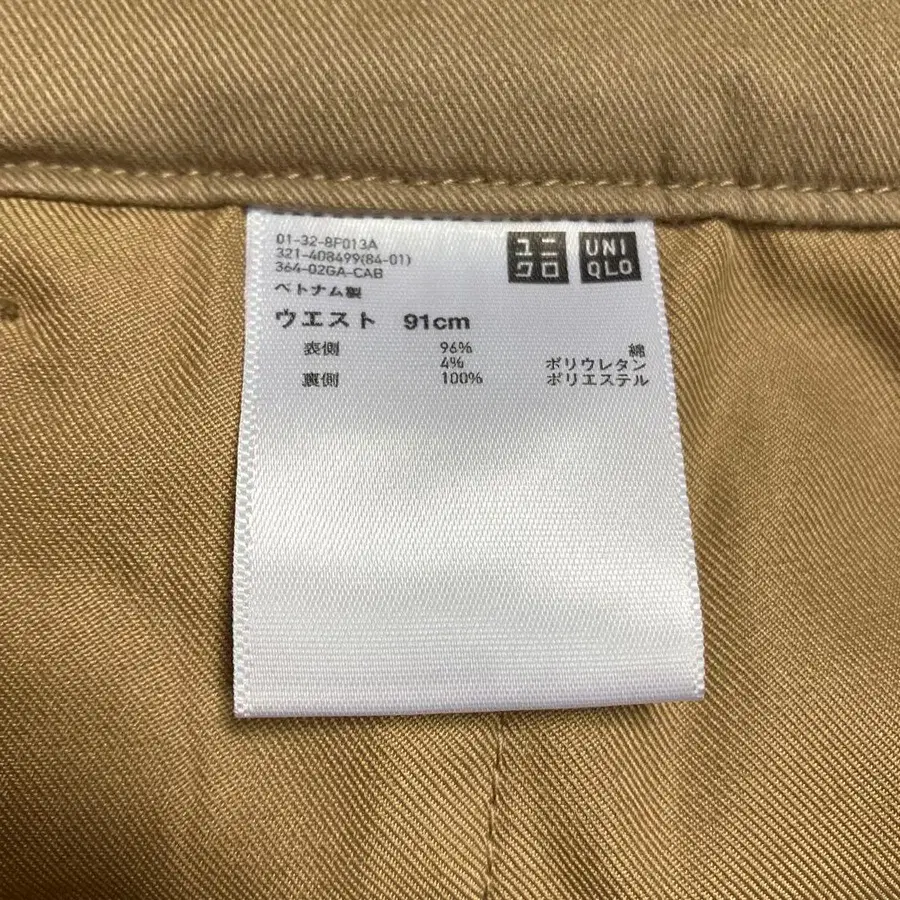 01-32-8F013A
321-408499(84-01)
364-02GA-CAB
ユニ
クロ
UNI
QLO
ベトナム製
ウエスト 91cm
表側 96% 綿
4% ポリウレタン
裏側 100% ポリエステル